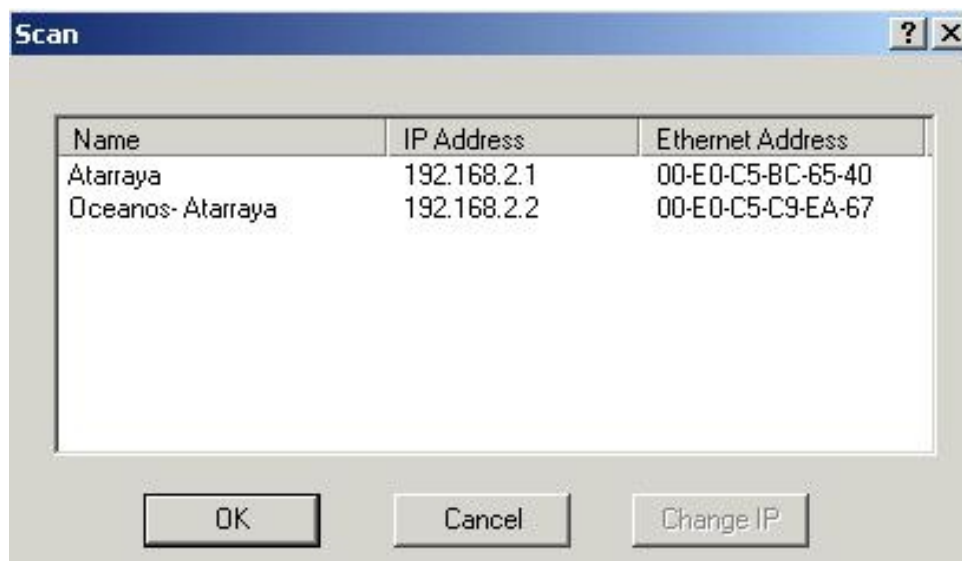 Scan
Name IP Address Ethernet Address
Atarraya 192.168.2.1 00-E0-C5-BC-65-40
Oceanos- Atarraya 192.168.2.2 00-E0-C5-C9-EA-67
OK Cancel Change IP